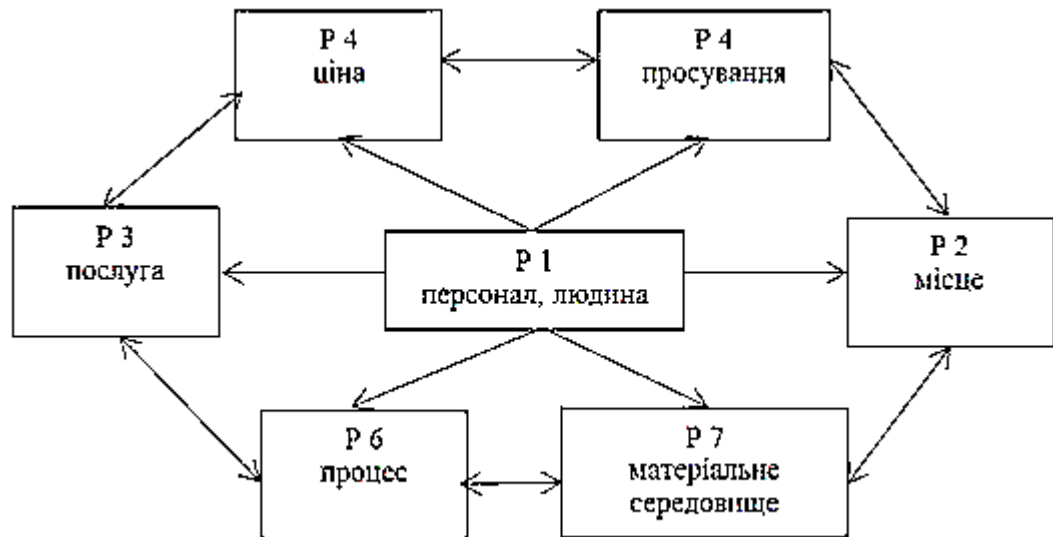 Р 4
ціна
Р 4
просування
Р 3
послуга
Р 1
персонал, людина
Р 2
місце
Р 6
процес
Р 7
матеріальне
середовище